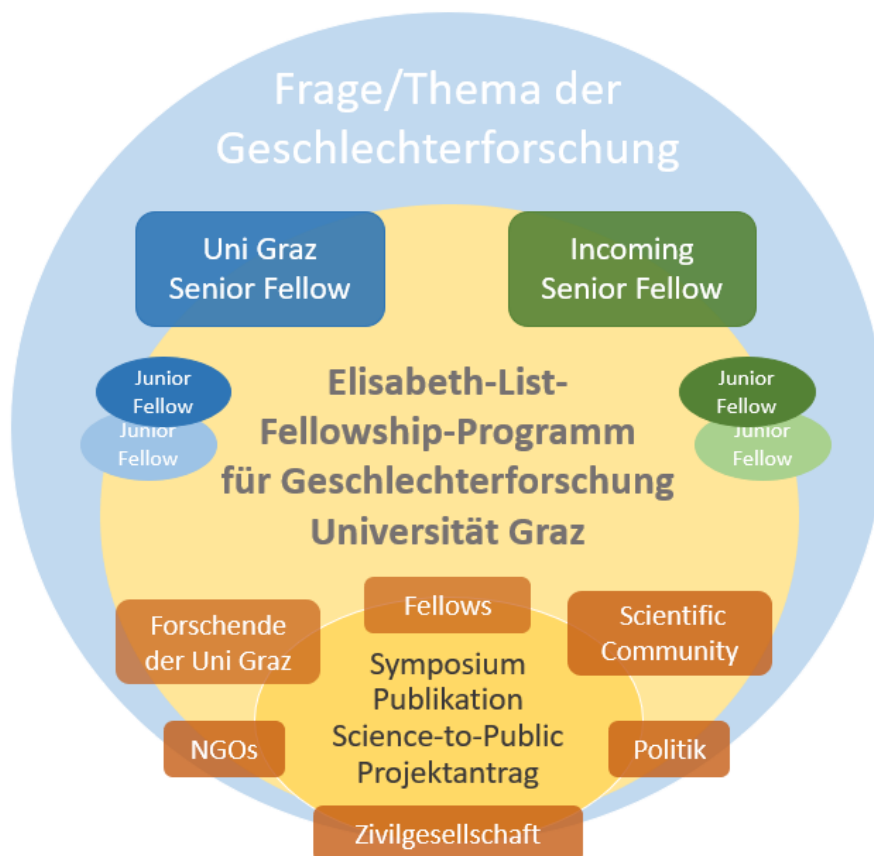 Frage/Thema der
Geschlechterforschung
Uni Graz
Senior Fellow
Incoming
Senior Fellow
Junior
Fellow
Junior
Fellow
Junior
Fellow
Junior
Fellow
Elisabeth-List-
Fellowship-Programm
für Geschlechterforschung
Universität Graz
Forschende
der Uni Graz
Fellows
Scientific
Community
Symposium
Publikation
Science-to-Public
Projektantrag
NGOs
Politik
Zivilgesellschaft